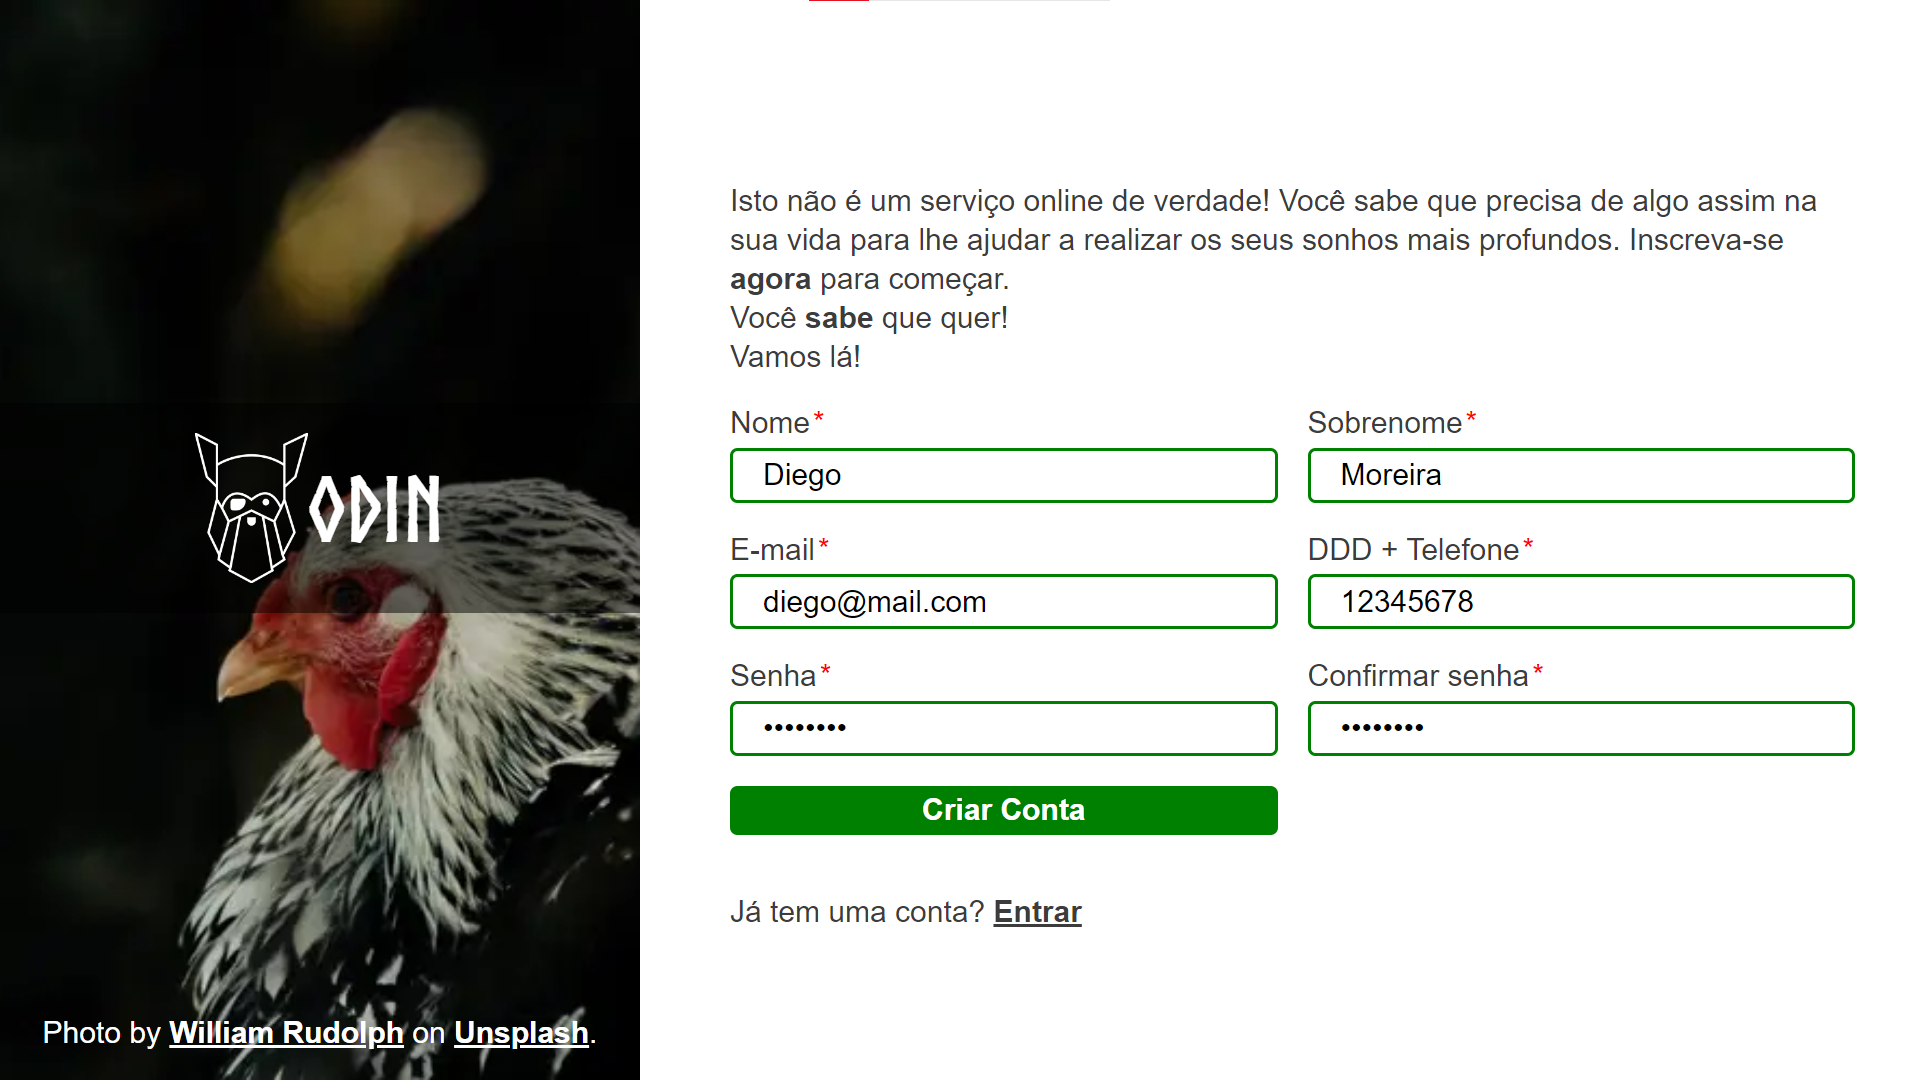 ODIN
Photo by William Rudolph on Unsplash.
Isto não é um serviço online de verdade! Você sabe que precisa de algo assim na
sua vida para lhe ajudar a realizar os seus sonhos mais profundos. Inscreva-se
agora para começar.
Você sabe que quer!
Vamos lá!
Nome*
Diego
Sobrenome*
Moreira
E-mail*
diego@mail.com
DDD + Telefone*
12345678
Senha*
••••••••
Confirmar senha*
••••••••
Criar Conta
Já tem uma conta? Entrar